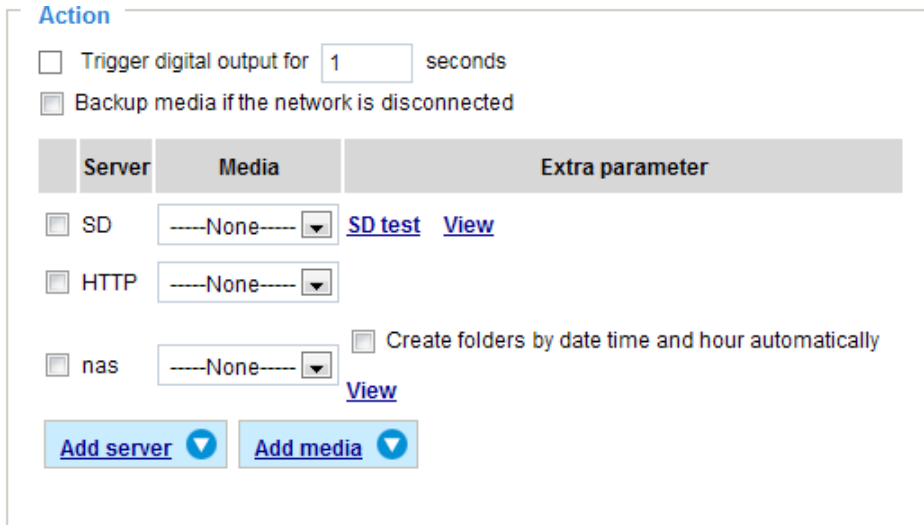 Action
Trigger digital output for 1 seconds
Backup media if the network is disconnected
Server Media Extra parameter
SD -----None----- SD test View
HTTP -----None-----
Create folders by date time and hour automatically
nas -----None-----
View
Add server Add media